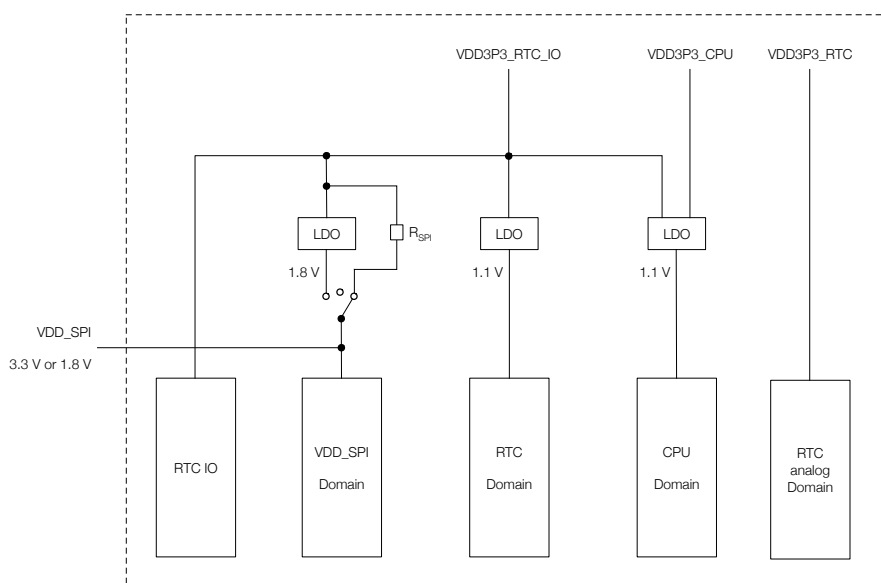 VDD3P3_RTC_IO
VDD3P3_CPU
VDD3P3_RTC
LDO
RSPI
LDO
LDO
1.8 V
1.1 V
1.1 V
VDD_SPI
3.3 V or 1.8 V
RTC IO
VDD_SPI
Domain
RTC
Domain
CPU
Domain
RTC
analog
Domain